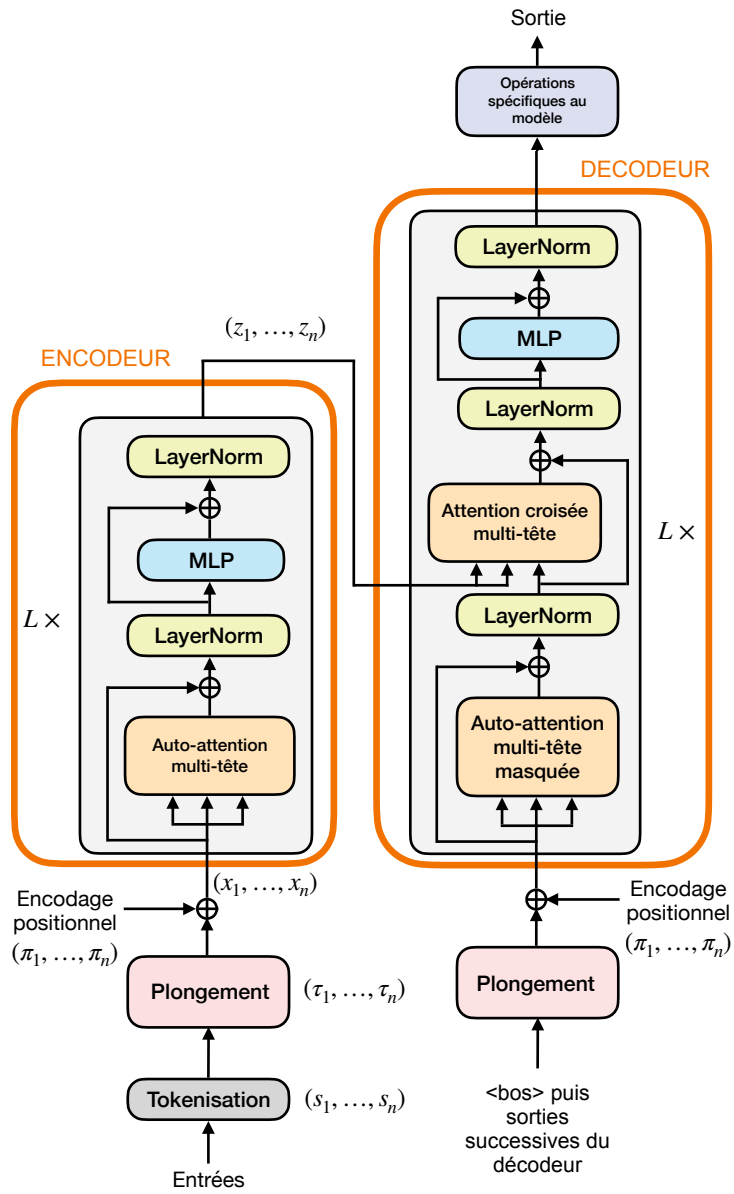 Sortie
Opérations
spécifiques au
modèle
DECODEUR
LayerNorm
MLP
LayerNorm
Attention croisée
multi-tête
L ×
LayerNorm
Auto-attention
multi-tête
masquée
Encodage
positionnel
(π₁, …, πₙ)
Plongement
<bos> puis
sorties
successives du
décodeur
(z₁, …, zₙ)
ENCODEUR
LayerNorm
MLP
L ×
LayerNorm
Auto-attention
multi-tête
(x₁, …, xₙ)
Encodage
positionnel
(π₁, …, πₙ)
Plongement
(τ₁, …, τₙ)
Tokenisation
(s₁, …, sₙ)
Entrées